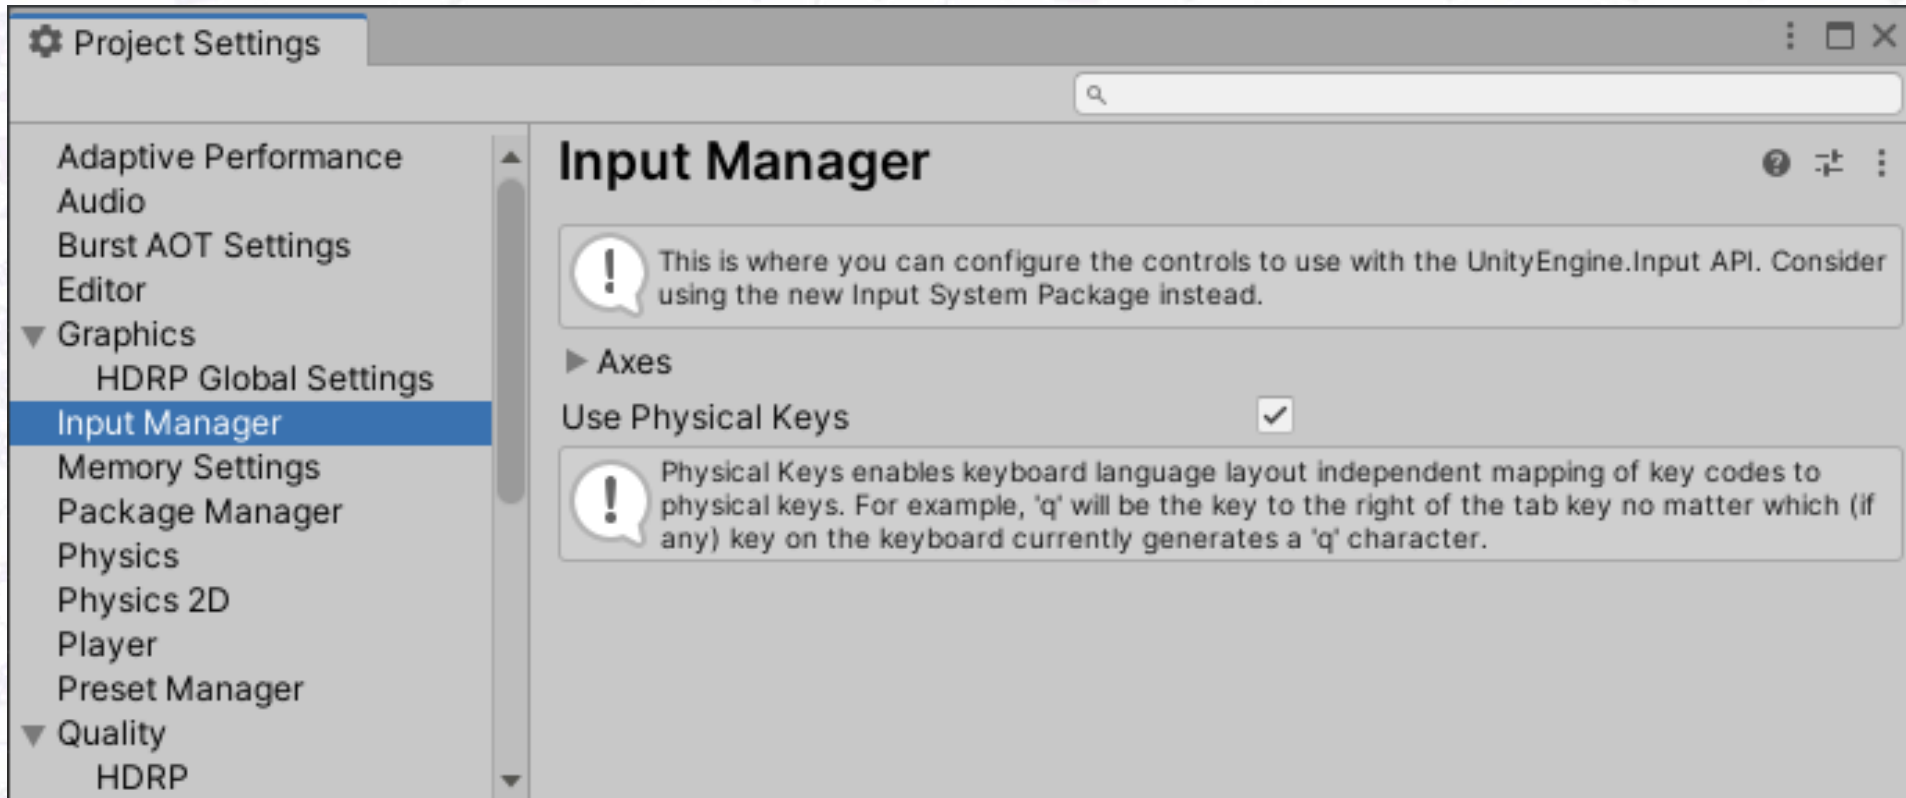 Project Settings
Adaptive Performance
Audio
Burst AOT Settings
Editor
Graphics
HDRP Global Settings
Input Manager
Memory Settings
Package Manager
Physics
Physics 2D
Player
Preset Manager
Quality
HDRP
Input Manager
This is where you can configure the controls to use with the UnityEngine.Input API. Consider
using the new Input System Package instead.
Axes
Use Physical Keys
Physical Keys enables keyboard language layout independent mapping of key codes to
physical keys. For example, 'q' will be the key to the right of the tab key no matter which (if
any) key on the keyboard currently generates a 'q' character.